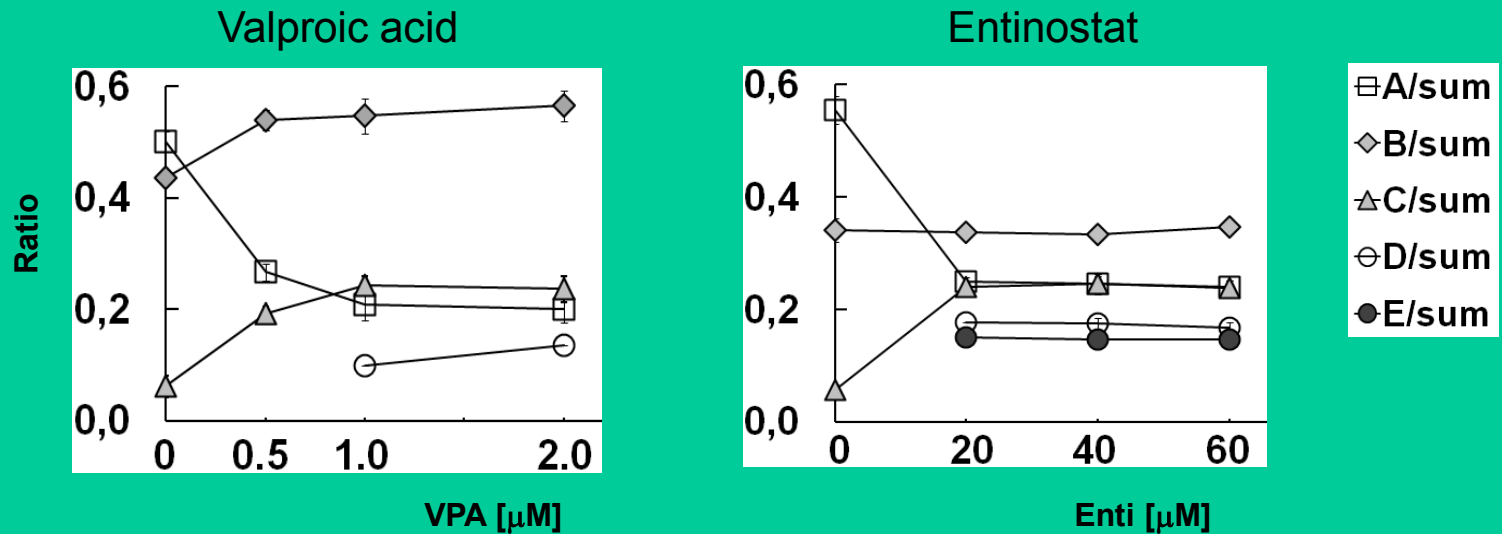 Valproic acid
Entinostat
0,6
0,4
0,2
0,0
Ratio
0 0.5 1.0 2.0
VPA [μM]
0,6
0,4
0,2
0,0
0 20 40 60
Enti [μM]
A/sum
B/sum
C/sum
D/sum
E/sum